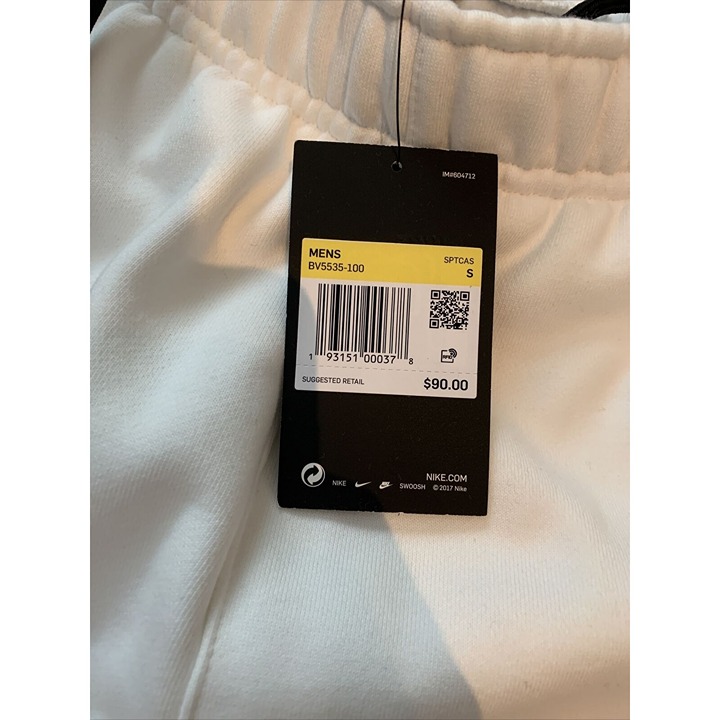 IM#604712
MENS SPTCAS
BV5535-100 S
1 93151 00037 8
RFID
SUGGESTED RETAIL $90.00
NIKE.COM
NIKE SWOOSH © 2017 Nike